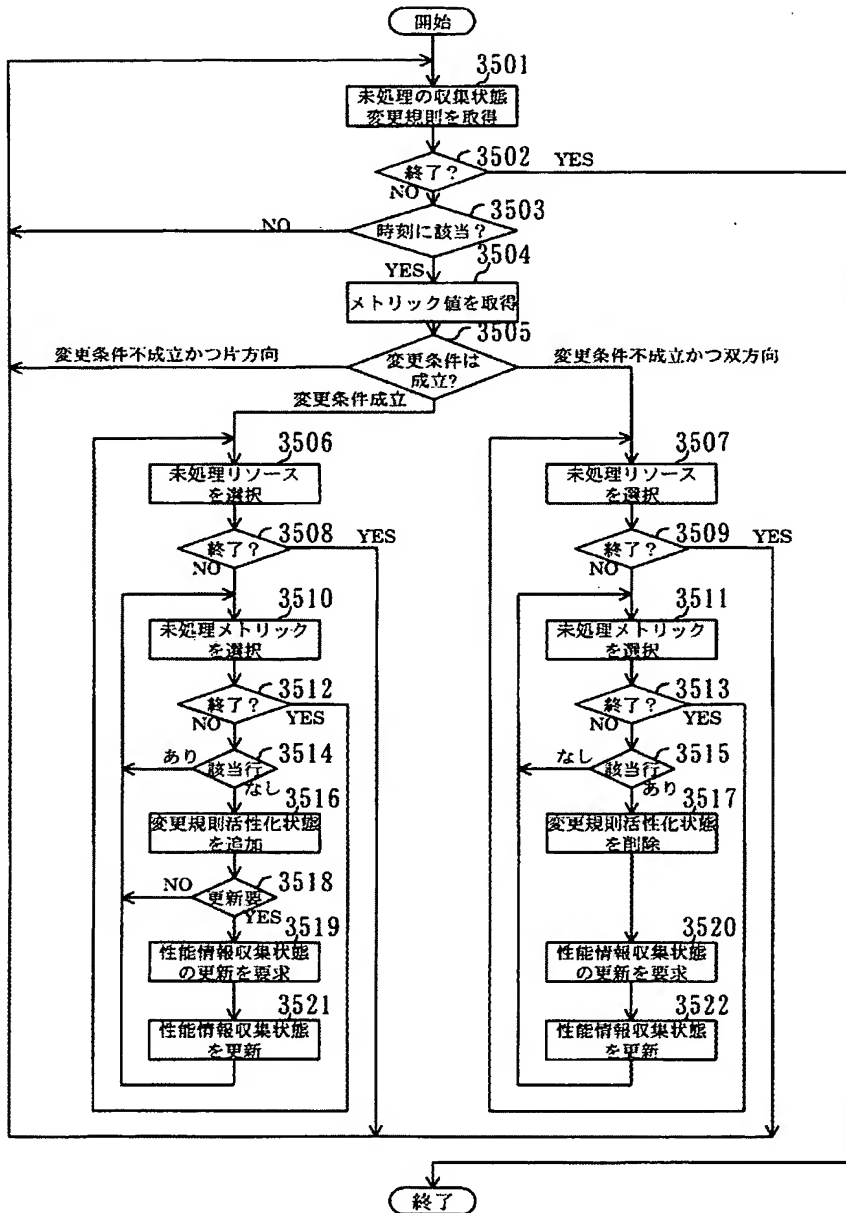 開始
3501
未処理の収集状態
変更規則を取得
3502
終了？
YES
NO
3503
時刻に該当？
NO
YES
3504
メトリック値を取得
3505
変更条件は
成立？
変更条件不成立かつ片方向
変更条件不成立かつ双方向
変更条件成立
3506
未処理リソース
を選択
3507
未処理リソース
を選択
3508
終了？
YES
NO
3509
終了？
YES
NO
3510
未処理メトリック
を選択
3511
未処理メトリック
を選択
3512
終了？
NO
YES
3513
終了？
NO
YES
3514
該当行
あり
なし
3515
該当行
なし
あり
3516
変更規則活性化状態
を追加
3517
変更規則活性化状態
を削除
3518
更新要
NO
YES
3519
性能情報収集状態
の更新を要求
3520
性能情報収集状態
の更新を要求
3521
性能情報収集状態
を更新
3522
性能情報収集状態
を更新
終了